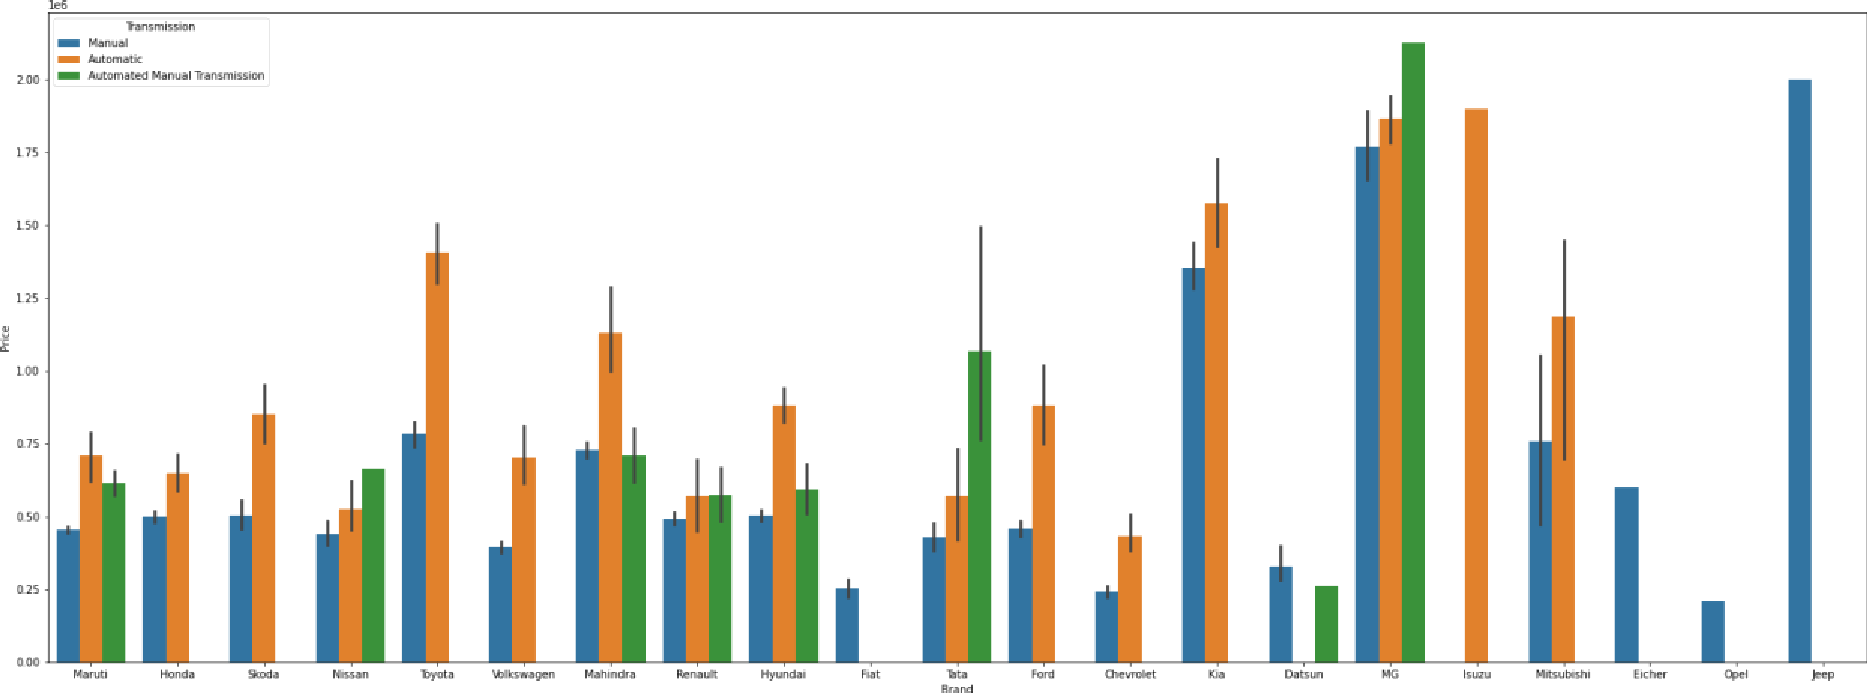 1e6
Transmission
Manual
Automatic
Automated Manual Transmission
2.00
1.75
1.50
1.25
1.00
0.75
0.50
0.25
0.00
Price
Maruti Honda Skoda Nissan Toyota Volkswagen Mahindra Renault Hyundai Fiat Tata Ford Chevrolet Kia Datsun MG Isuzu Mitsubishi Eicher Opel Jeep
Brand